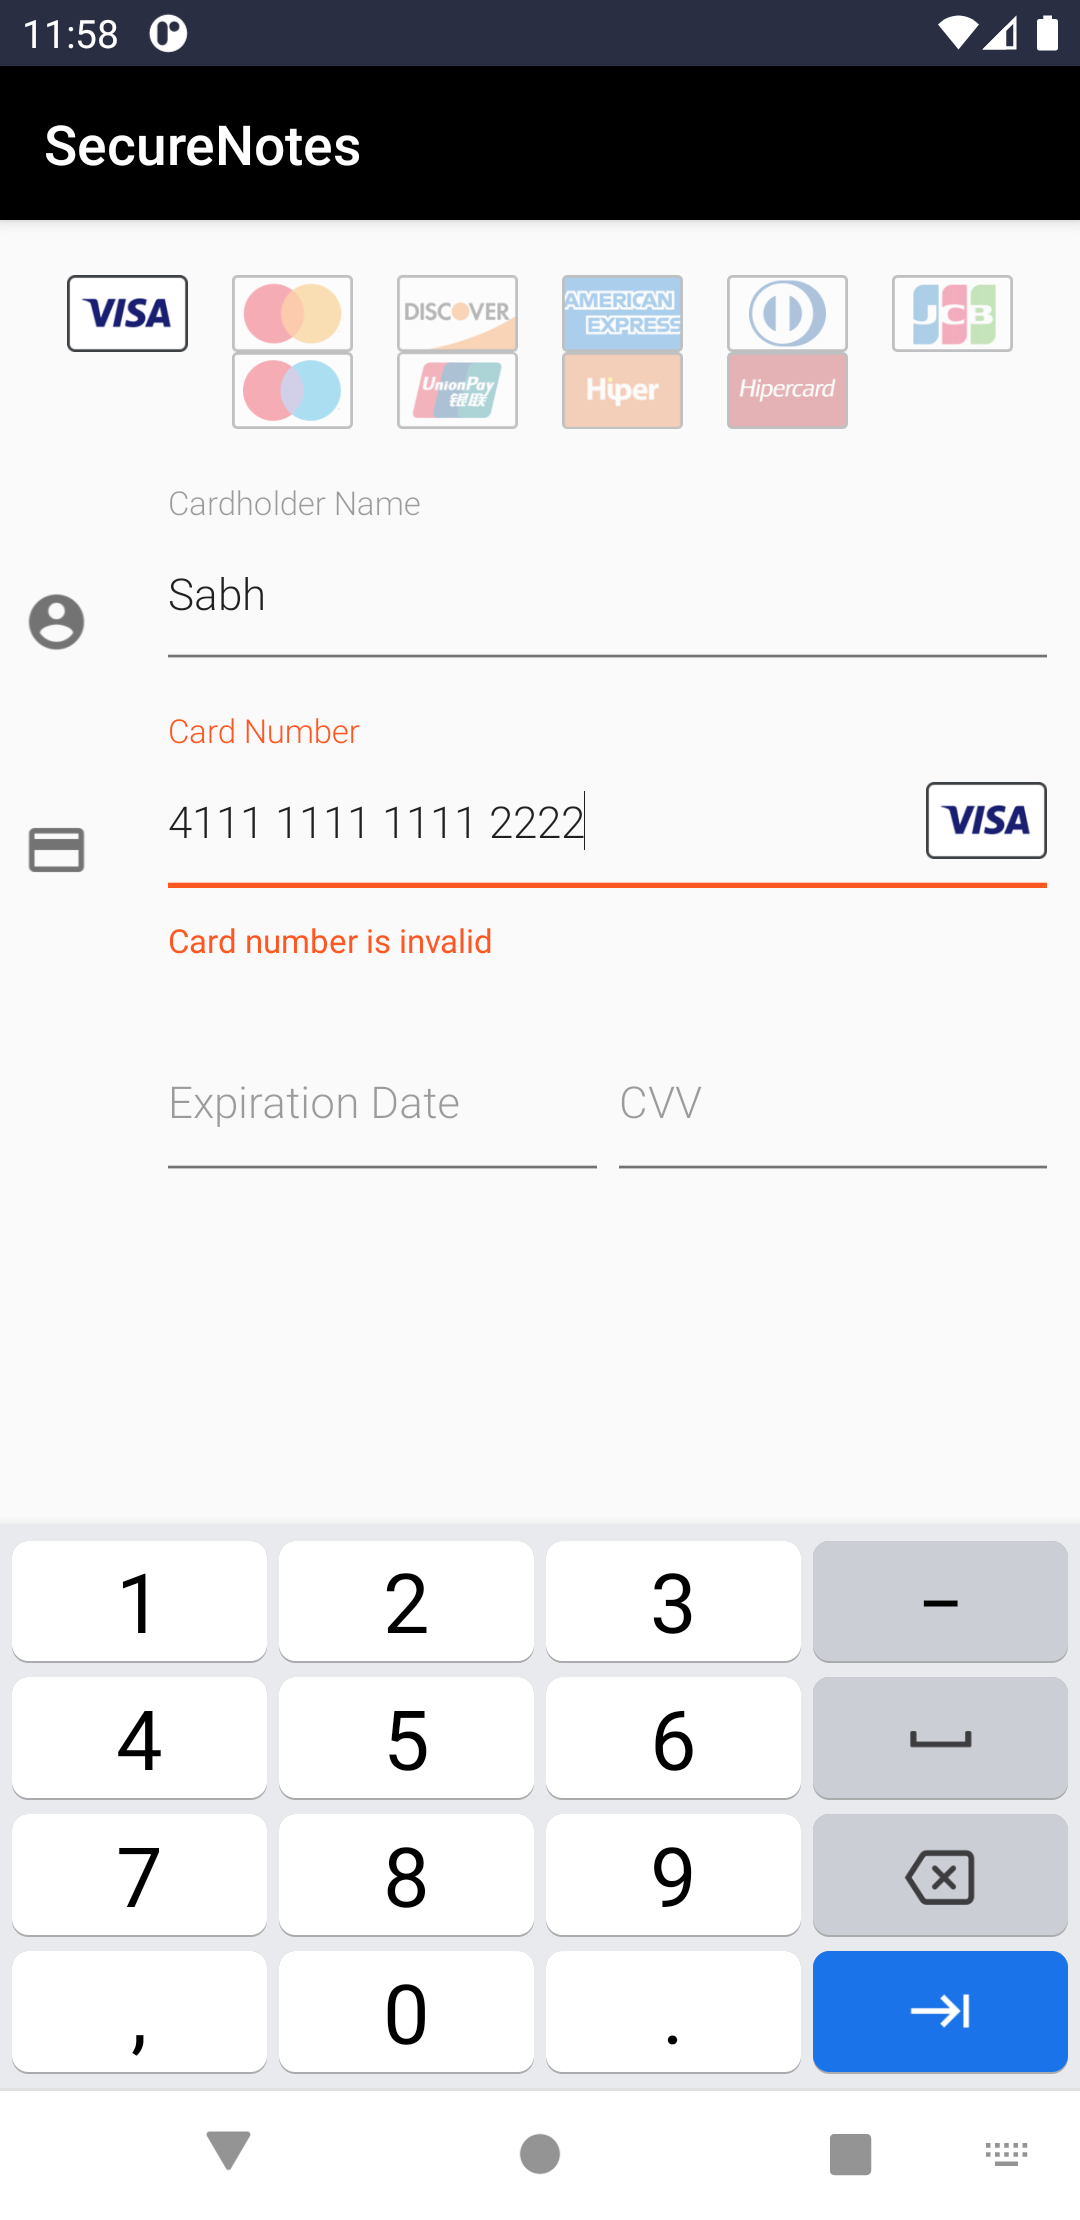 11:58
SecureNotes
VISA DISCOVER AMERICAN EXPRESS JCB
UnionPay 银联 Hiper Hipercard
Cardholder Name
Sabh
Card Number
4111 1111 1111 2222 VISA
Card number is invalid
Expiration Date CVV
1 2 3 –
4 5 6
7 8 9
, 0 .